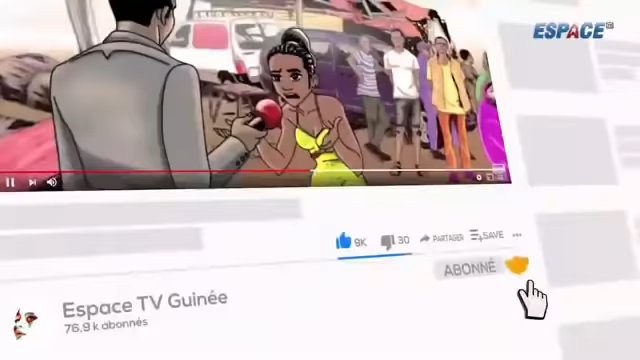 ESPACE
9K
30
PARTAGER
SAVE
ABONNÉ
Espace TV Guinée
76,9 k abonnés